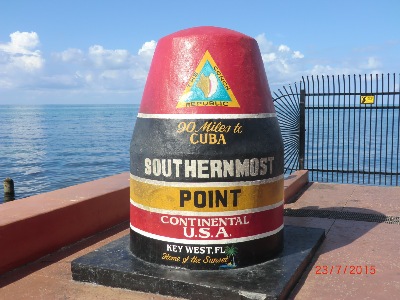 THE CONCH
REPUBLIC
90 Miles to
CUBA
SOUTHERNMOST
POINT
CONTINENTAL
U.S.A.
KEY WEST, FL
Home of the Sunset
23/7/2015